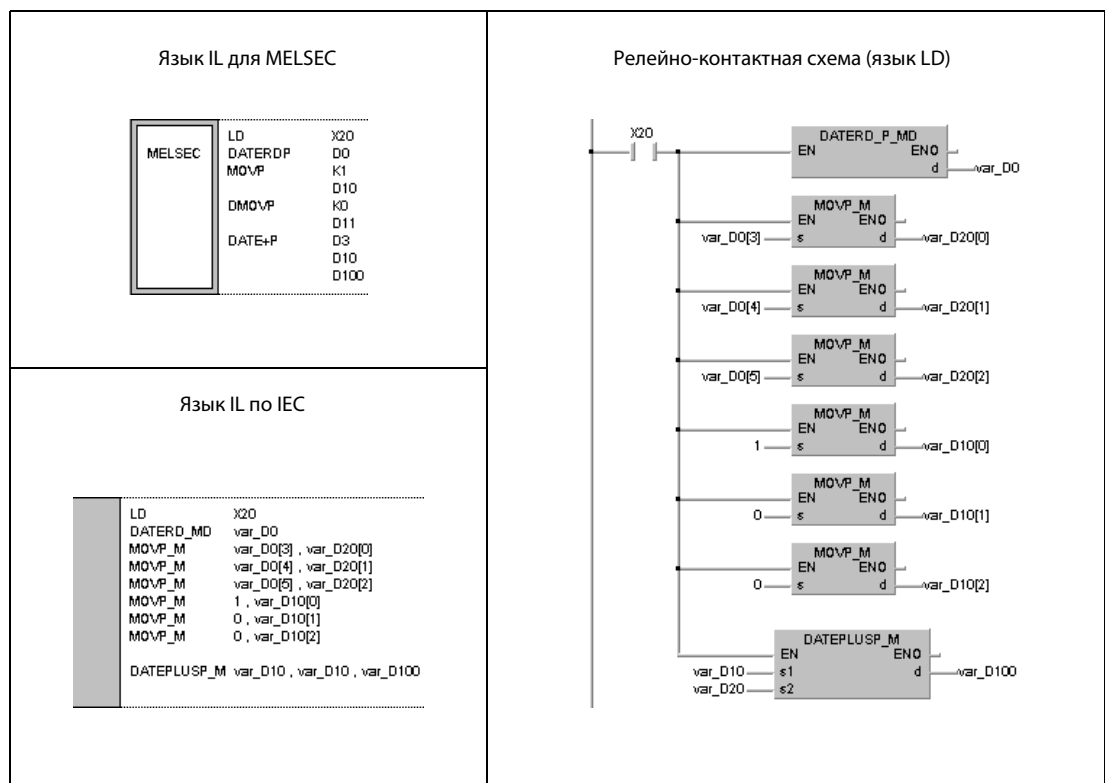 Язык IL для MELSEC
MELSEC
LD X20
DATERDP D0
MOVP K1
D10
DMOVP K0
D11
DATE+P D3
D10
D100
Язык IL по IEC
LD X20
DATERD_MD var_D0
MOVP_M var_D0[3] , var_D20[0]
MOVP_M var_D0[4] , var_D20[1]
MOVP_M var_D0[5] , var_D20[2]
MOVP_M 1 , var_D10[0]
MOVP_M 0 , var_D10[1]
MOVP_M 0 , var_D10[2]
DATEPLUSP_M var_D10 , var_D10 , var_D100
Релейно-контактная схема (язык LD)
X20
DATERD_P_MD
EN ENO
d var_D0
MOVP_M
EN ENO
var_D0[3] s d var_D20[0]
MOVP_M
EN ENO
var_D0[4] s d var_D20[1]
MOVP_M
EN ENO
var_D0[5] s d var_D20[2]
MOVP_M
EN ENO
1 s d var_D10[0]
MOVP_M
EN ENO
0 s d var_D10[1]
MOVP_M
EN ENO
0 s d var_D10[2]
DATEPLUSP_M
EN ENO
var_D10 s1 d var_D100
var_D20 s2